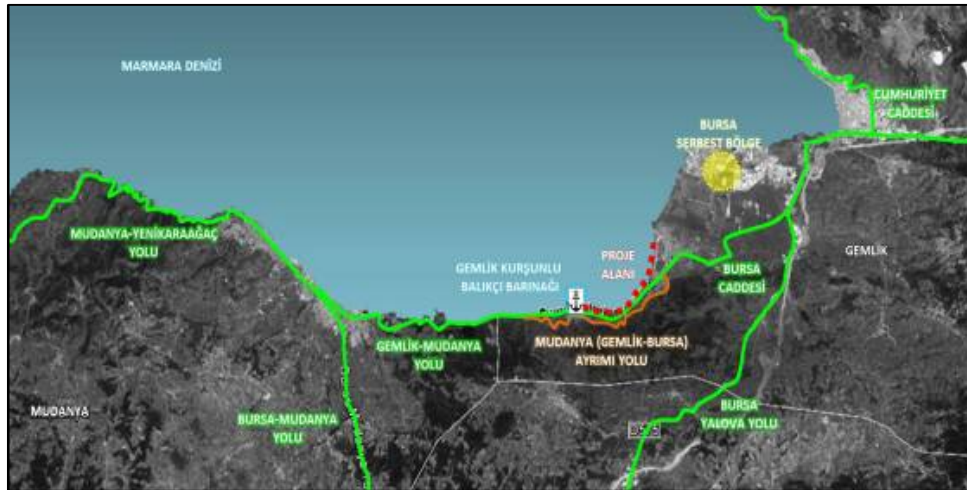 MARMARA DENİZİ
CUMHURİYET
CADDESİ
BURSA
SERBEST BÖLGE
MUDANYA-YENİKARAAĞAÇ
YOLU
GEMLİK KURŞUNLU
BALIKÇI BARINAĞI
PROJE
ALANI
BURSA
CADDESİ
GEMLİK
GEMLİK-MUDANYA
YOLU
MUDANYA (GEMLİK-BURSA)
AYRIMI YOLU
MUDANYA
BURSA-MUDANYA
YOLU
BURSA
YALOVA YOLU